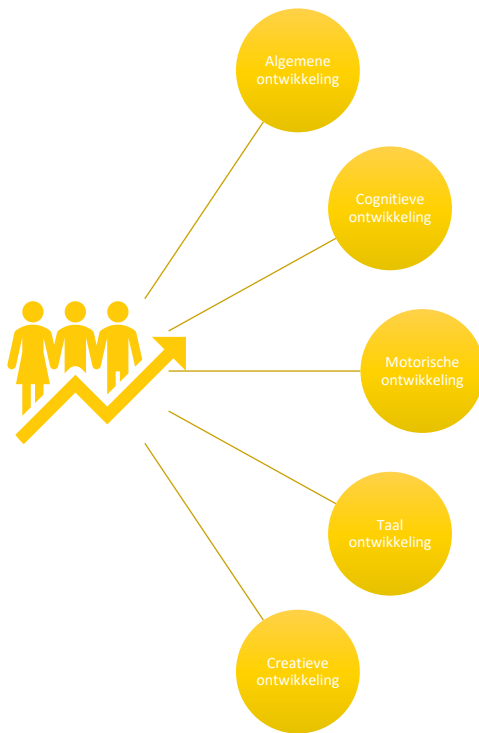 Algemene
ontwikkeling
Cognitieve
ontwikkeling
Motorische
ontwikkeling
Taal
ontwikkeling
Creatieve
ontwikkeling